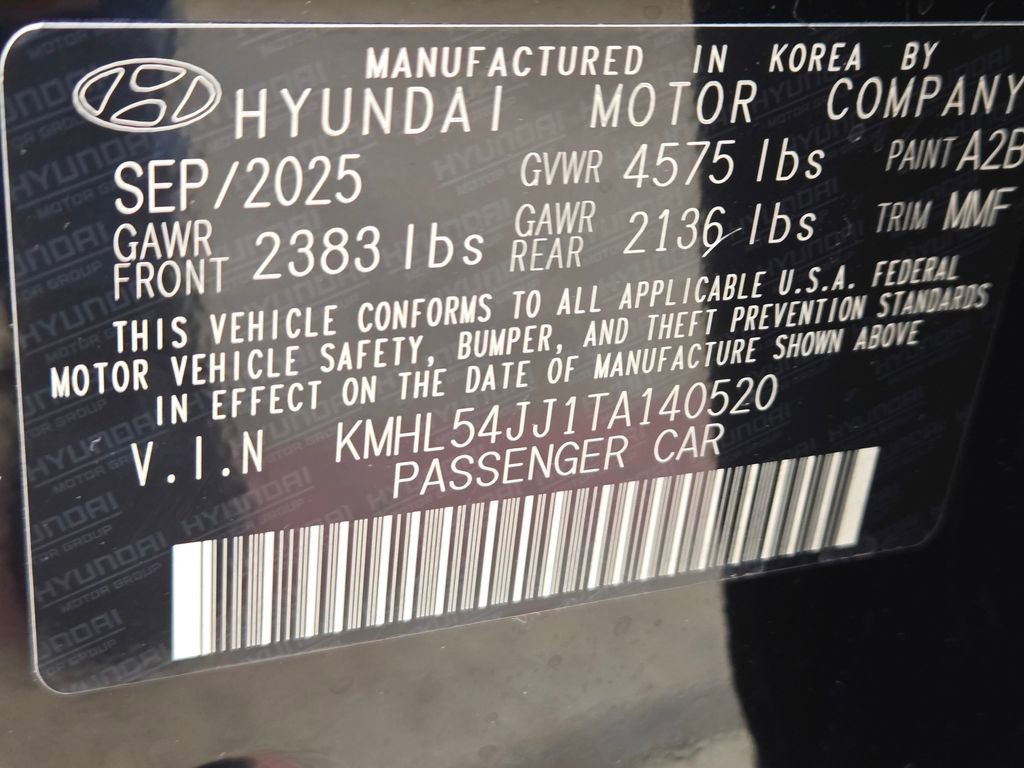 MANUFACTURED IN KOREA BY
HYUNDAI MOTOR COMPANY
SEP/2025 GVWR 4575 lbs PAINT A2B
GAWR FRONT 2383 lbs GAWR REAR 2136 lbs TRIM MMF
THIS VEHICLE CONFORMS TO ALL APPLICABLE U.S.A. FEDERAL
MOTOR VEHICLE SAFETY, BUMPER, AND THEFT PREVENTION STANDARDS
IN EFFECT ON THE DATE OF MANUFACTURE SHOWN ABOVE
V.I.N KMHL54JJ1TA140520
PASSENGER CAR